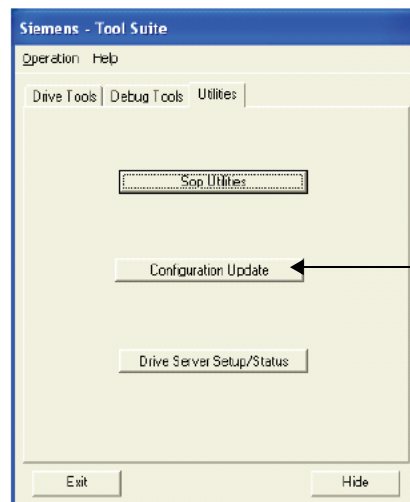 Siemens - Tool Suite
Operation Help
Drive Tools Debug Tools Utilities
Sop Utilities
Configuration Update
Drive Server Setup/Status
Exit Hide